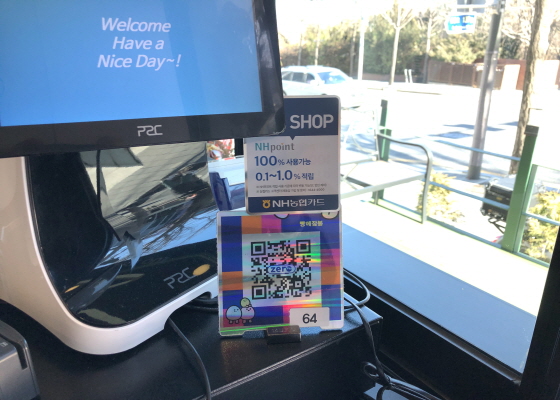 Welcome
Have a
Nice Day~!
P2C
SHOP
NHpoint
100% 사용가능
0.1~1.0% 적립
NH농협카드
zero
64
P2C